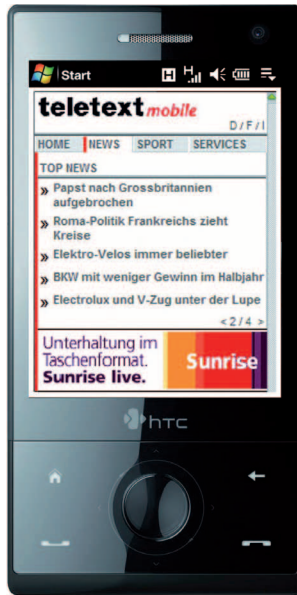 Start
H
teletext mobile
D / F / I
HOME NEWS SPORT SERVICES
TOP NEWS
» Papst nach Grossbritannien
aufgebrochen
» Roma-Politik Frankreichs zieht
Kreise
» Elektro-Velos immer beliebter
» BKW mit weniger Gewinn im Halbjahr
» Electrolux und V-Zug unter der Lupe
< 2 / 4 >
Unterhaltung im
Taschenformat.
Sunrise live.
Sunrise
hTC